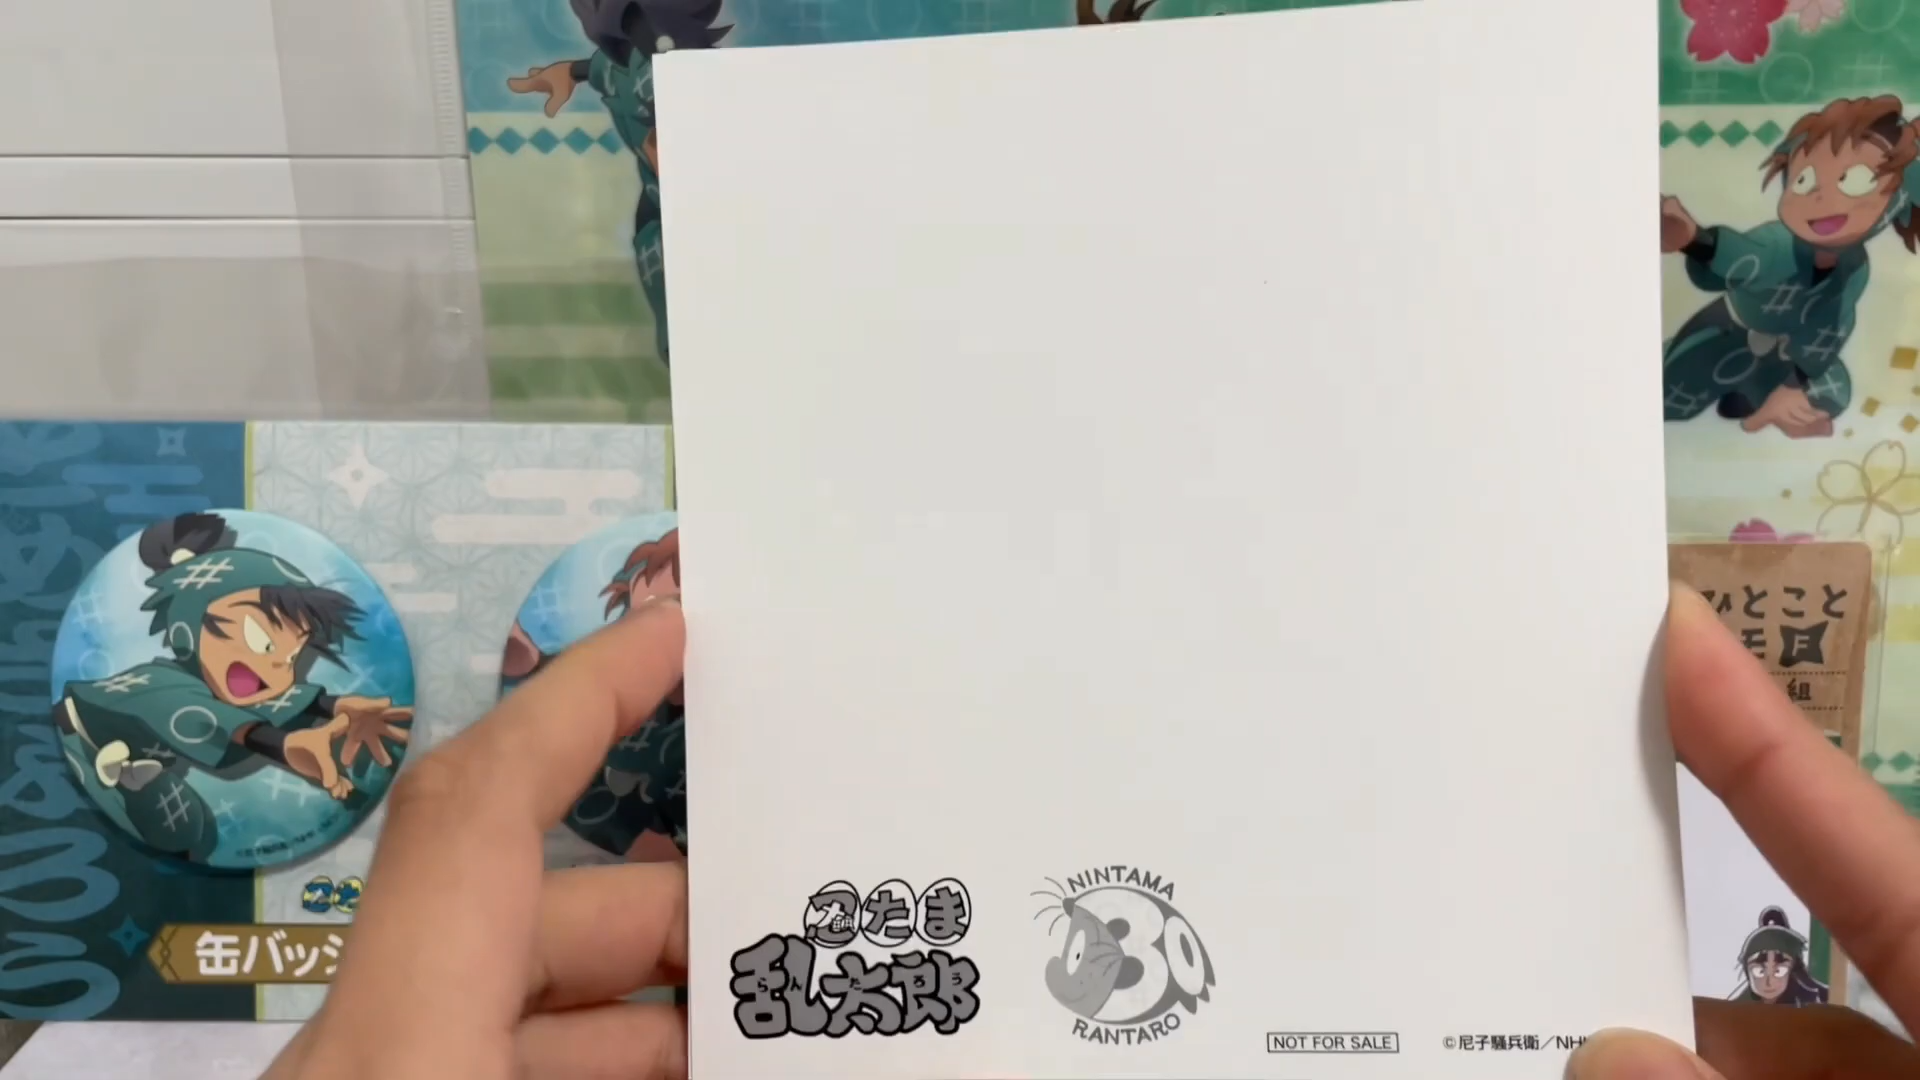 ひとこと
組
缶バッジ
忍たま
乱太郎
らんたろう
NINTAMA
30
RANTARO
NOT FOR SALE
©尼子騒兵衛/NH